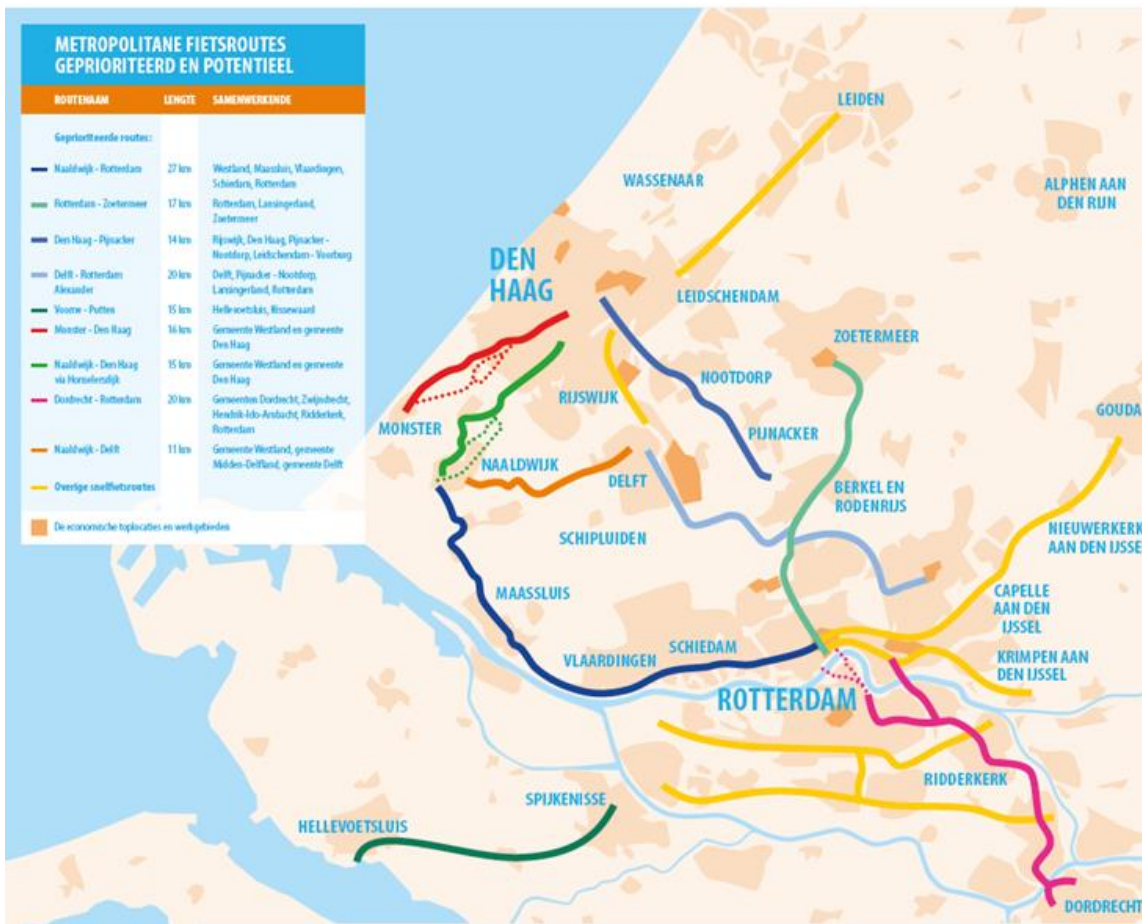 METROPOLITANE FIETSROUTES
GEPRIORITEERD EN POTENTIEEL
ROUTENAAM LENGTE SAMENWERKENDE
Geprioriteerde routes:
Naaldwijk - Rotterdam 27 km Westland, Maassluis, Vlaardingen,
Schiedam, Rotterdam
Rotterdam - Zoetermeer 17 km Rotterdam, Lansingerland,
Zoetermeer
Den Haag - Pijnacker 14 km Rijswijk, Den Haag, Pijnacker -
Nootdorp, Leidschendam - Voorburg
Delft - Rotterdam 20 km Delft, Pijnacker - Nootdorp,
Alexander Lansingerland, Rotterdam
Voorne - Putten 15 km Hellevoetsluis, Nissewaard
Monster - Den Haag 16 km Gemeente Westland en gemeente
Den Haag
Naaldwijk - Den Haag 15 km Gemeente Westland en gemeente
via Honselersdijk Den Haag
Dordrecht - Rotterdam 20 km Gemeenten Dordrecht, Zwijndrecht,
Hendrik-Ido-Ambacht, Ridderkerk,
Rotterdam
Naaldwijk - Delft 11 km Gemeente Westland, gemeente
Midden-Delfland, gemeente Delft
Overige snelfietsroutes
De economische toplocaties en werkgebieden
LEIDEN
WASSENAAR
ALPHEN AAN
DEN RIJN
DEN
HAAG
LEIDSCHENDAM
ZOETERMEER
NOOTDORP
RIJSWIJK
GOUDA
MONSTER
PIJNACKER
NAALDWIJK
DELFT
BERKEL EN
RODENRIJS
SCHIPLUIDEN
NIEUWERKERK
AAN DEN IJSSEL
MAASSLUIS
CAPELLE
AAN DEN
IJSSEL
SCHIEDAM
VLAARDINGEN
KRIMPEN AAN
DEN IJSSEL
ROTTERDAM
RIDDERKERK
SPIJKENISSE
HELLEVOETSLUIS
DORDRECHT